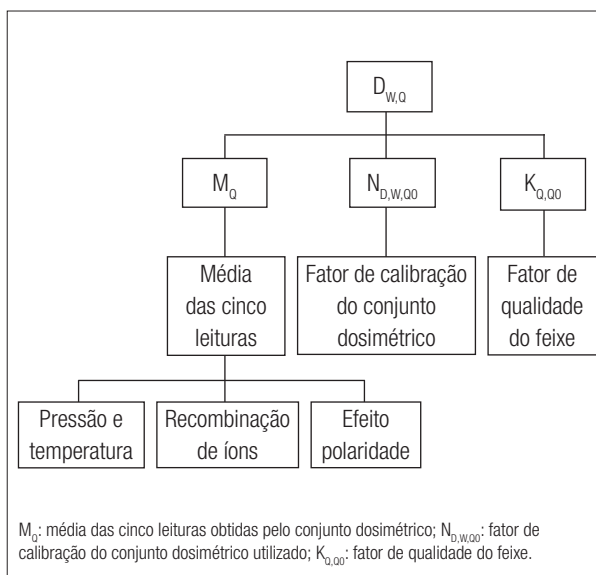 D_W,Q
M_Q
N_D,W,Q0
K_Q,Q0
Média
das cinco
leituras
Fator de calibração
do conjunto
dosimétrico
Fator de
qualidade
do feixe
Pressão e
temperatura
Recombinação
de íons
Efeito
polaridade
M_Q: média das cinco leituras obtidas pelo conjunto dosimétrico; N_D,W,Q0: fator de
calibração do conjunto dosimétrico utilizado; K_Q,Q0: fator de qualidade do feixe.